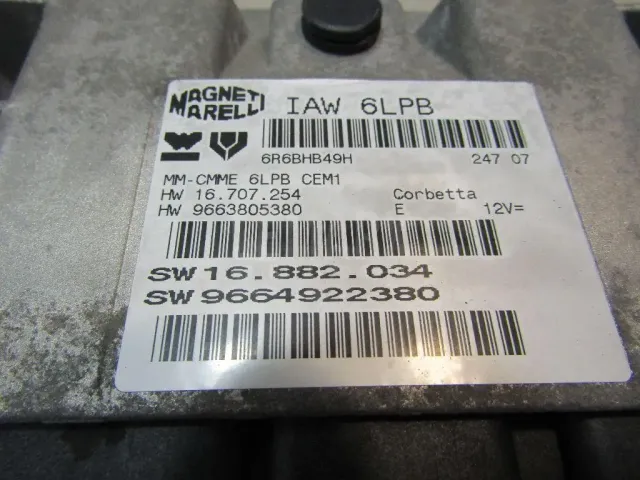 MAGNETI MARELLI
IAW 6LPB
6R6BHB49H 247 07
MM-CMME 6LPB CEM1
HW 16.707.254 Corbetta
HW 9663805380 E 12V=
SW 16.882.034
SW 9664922380